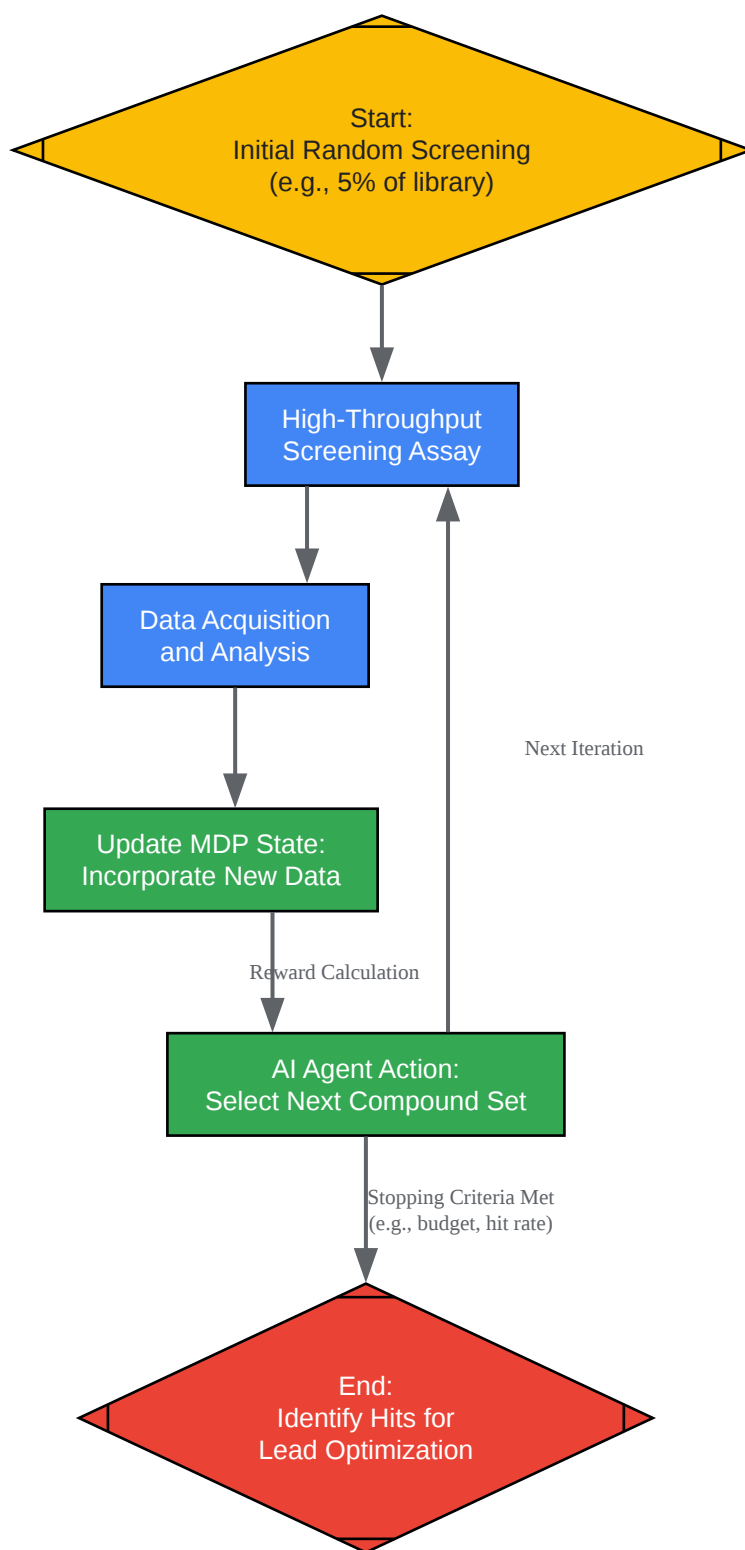 Start:
Initial Random Screening
(e.g., 5% of library)
High-Throughput
Screening Assay
Data Acquisition
and Analysis
Next Iteration
Update MDP State:
Incorporate New Data
Reward Calculation
AI Agent Action:
Select Next Compound Set
Stopping Criteria Met
(e.g., budget, hit rate)
End:
Identify Hits for
Lead Optimization